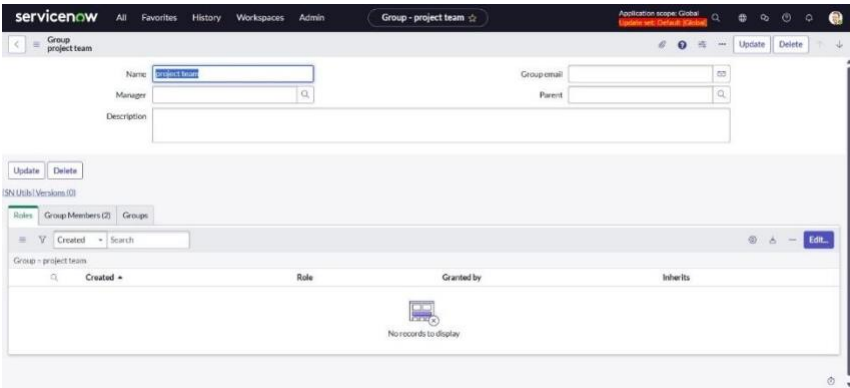 servicenow All Favorites History Workspaces Admin Group - project team Application scope: Global
Update set: Default [Global]
Group
project team
Update Delete
Name project team Group email
Manager Parent
Description
Update Delete
[SN Utils] Versions (0)
Roles Group Members (2) Groups
Created Search Edit...
Group = project team
Created Role Granted by Inherits
No records to display